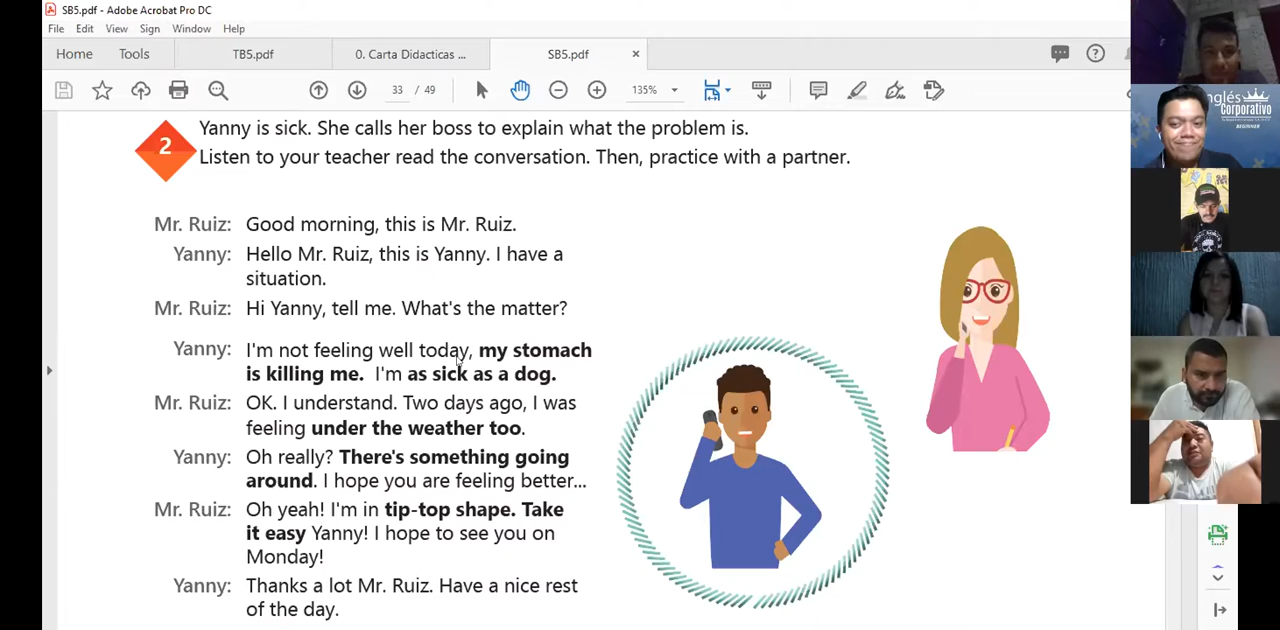 SB5.pdf - Adobe Acrobat Pro DC
File Edit View Sign Window Help
Home Tools TB5.pdf 0. Carta Didacticas ... SB5.pdf ×
33 / 49 135%
2
Yanny is sick. She calls her boss to explain what the problem is.
Listen to your teacher read the conversation. Then, practice with a partner.
Mr. Ruiz: Good morning, this is Mr. Ruiz.
Yanny: Hello Mr. Ruiz, this is Yanny. I have a
situation.
Mr. Ruiz: Hi Yanny, tell me. What's the matter?
Yanny: I'm not feeling well today, my stomach
is killing me. I'm as sick as a dog.
Mr. Ruiz: OK. I understand. Two days ago, I was
feeling under the weather too.
Yanny: Oh really? There's something going
around. I hope you are feeling better...
Mr. Ruiz: Oh yeah! I'm in tip-top shape. Take
it easy Yanny! I hope to see you on
Monday!
Yanny: Thanks a lot Mr. Ruiz. Have a nice rest
of the day.
nglés
Corporativo
BEGINNER